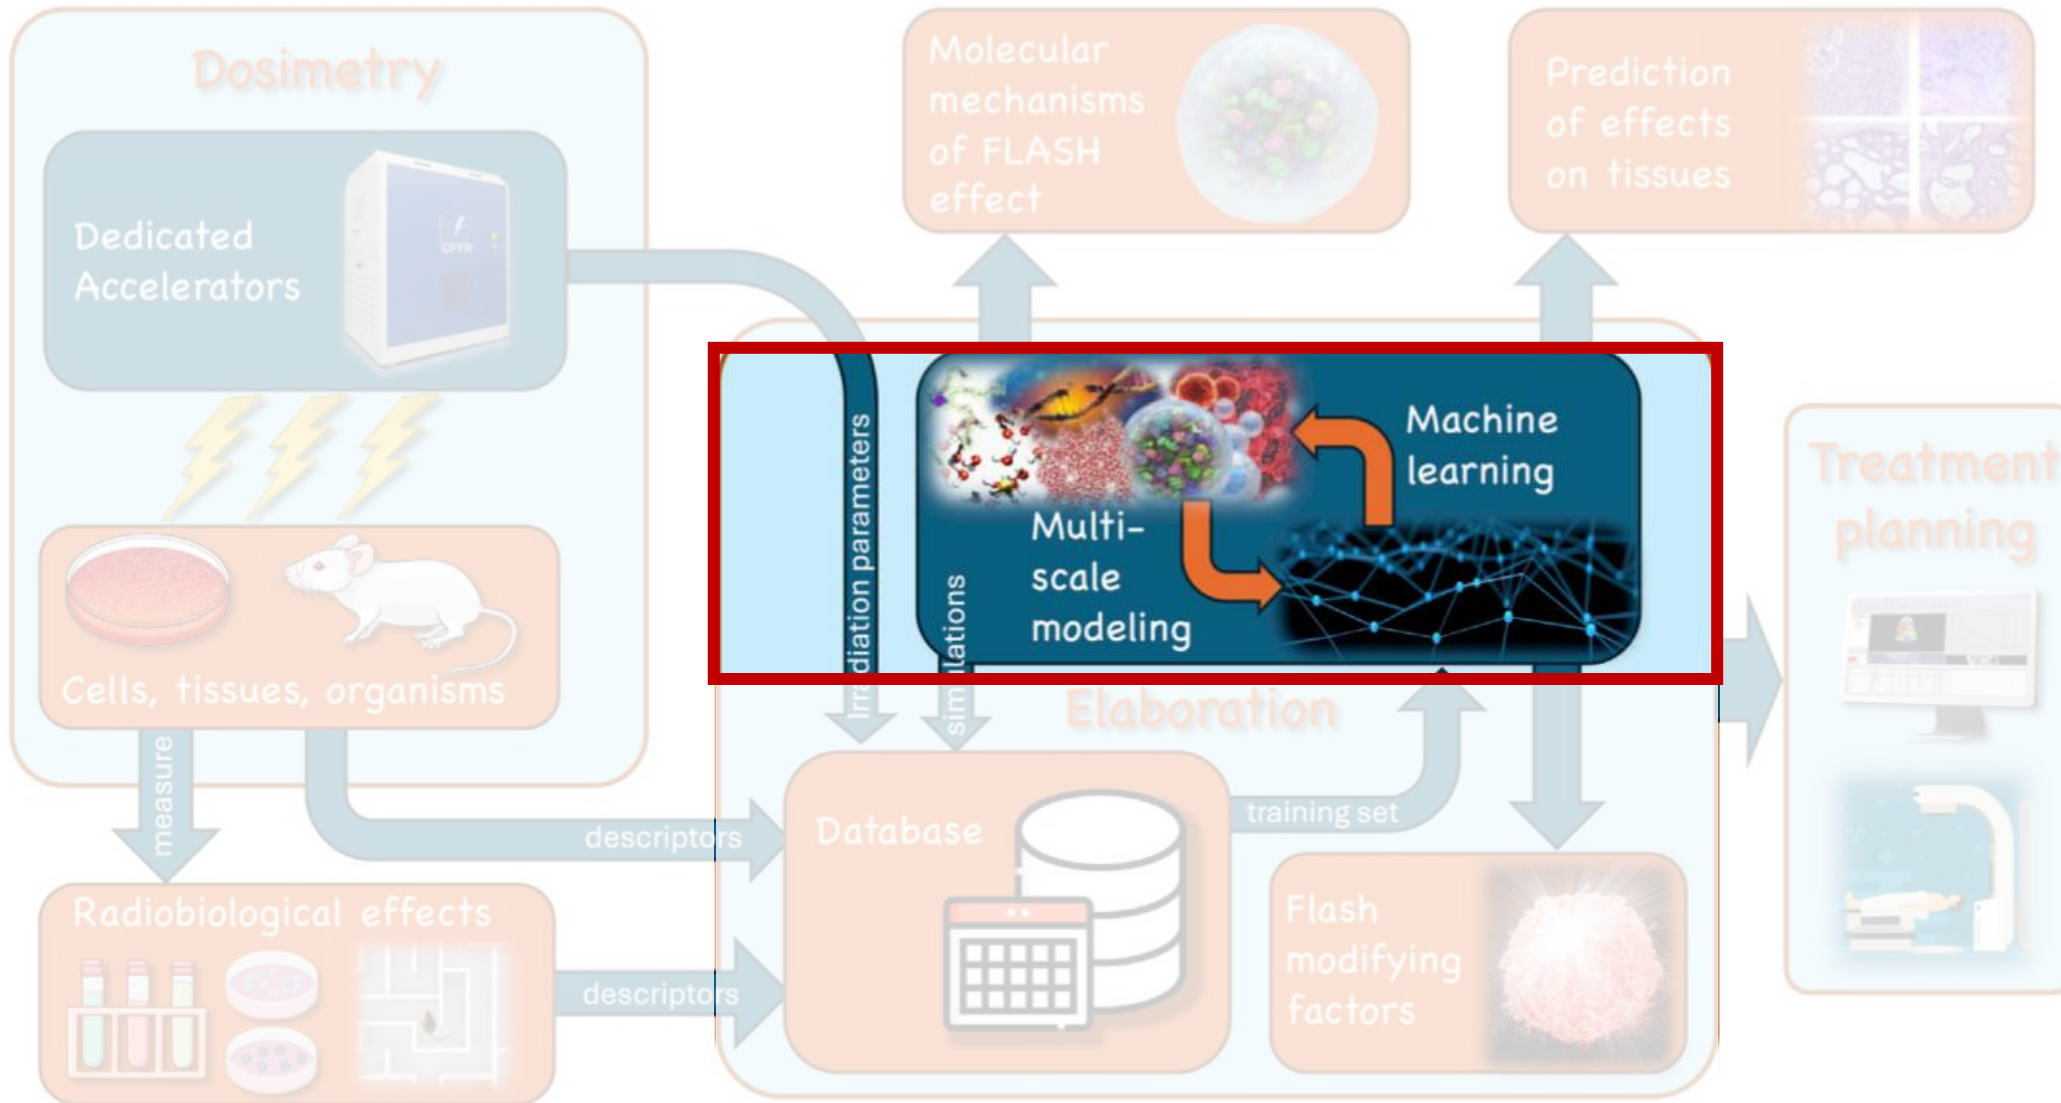 Dosimetry
Dedicated
Accelerators
CPFR
Cells, tissues, organisms
measure
Radiobiological effects
descriptors
descriptors
Molecular
mechanisms
of FLASH
effect
Prediction
of effects
on tissues
Irradiation parameters
simulations
Machine
learning
Multi-
scale
modeling
Elaboration
Database
training set
Flash
modifying
factors
Treatment
planning